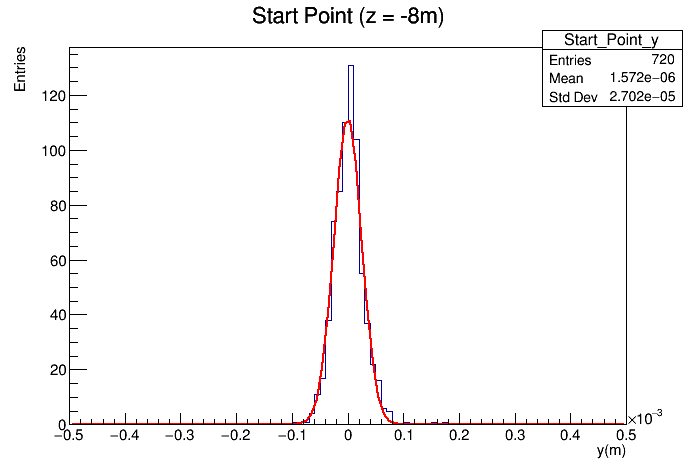 Start Point (z = -8m)
Start_Point_y
Entries 720
Mean 1.572e−06
Std Dev 2.702e−05
Entries
120
100
80
60
40
20
0
−0.5 −0.4 −0.3 −0.2 −0.1 0 0.1 0.2 0.3 0.4 0.5
×10⁻³
y(m)